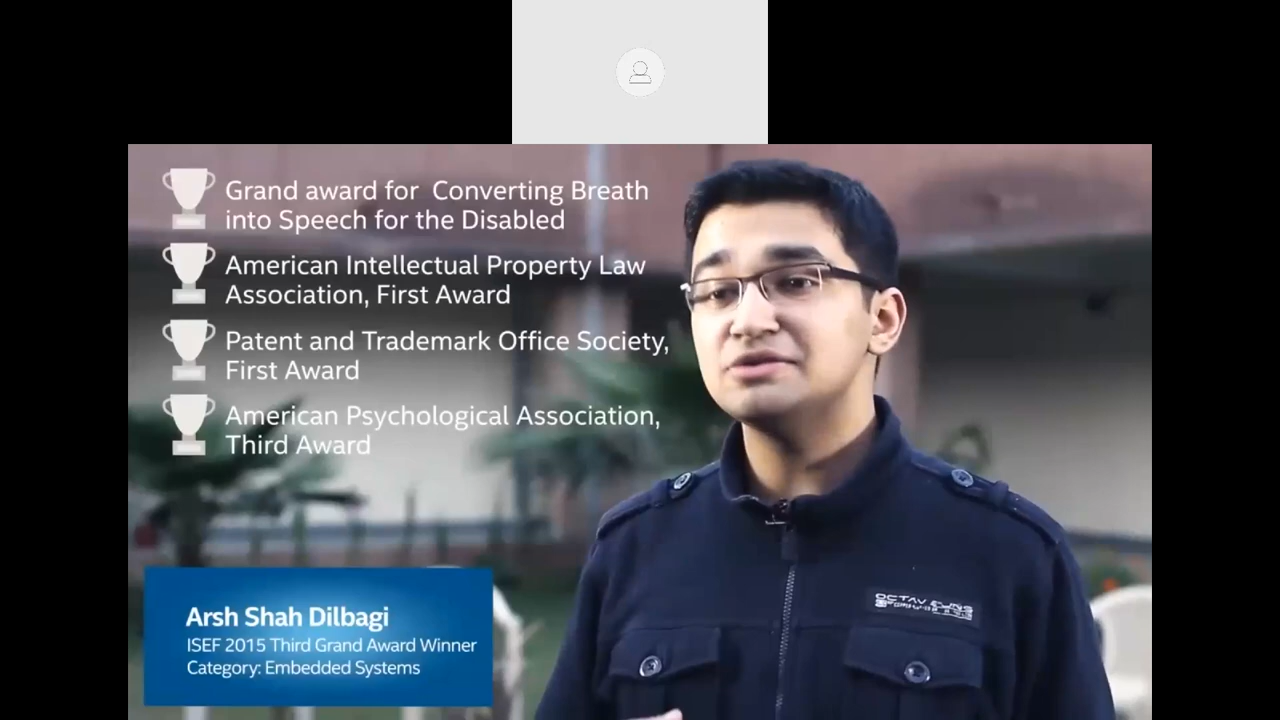 Grand award for Converting Breath
into Speech for the Disabled
American Intellectual Property Law
Association, First Award
Patent and Trademark Office Society,
First Award
American Psychological Association,
Third Award
Arsh Shah Dilbagi
ISEF 2015 Third Grand Award Winner
Category: Embedded Systems